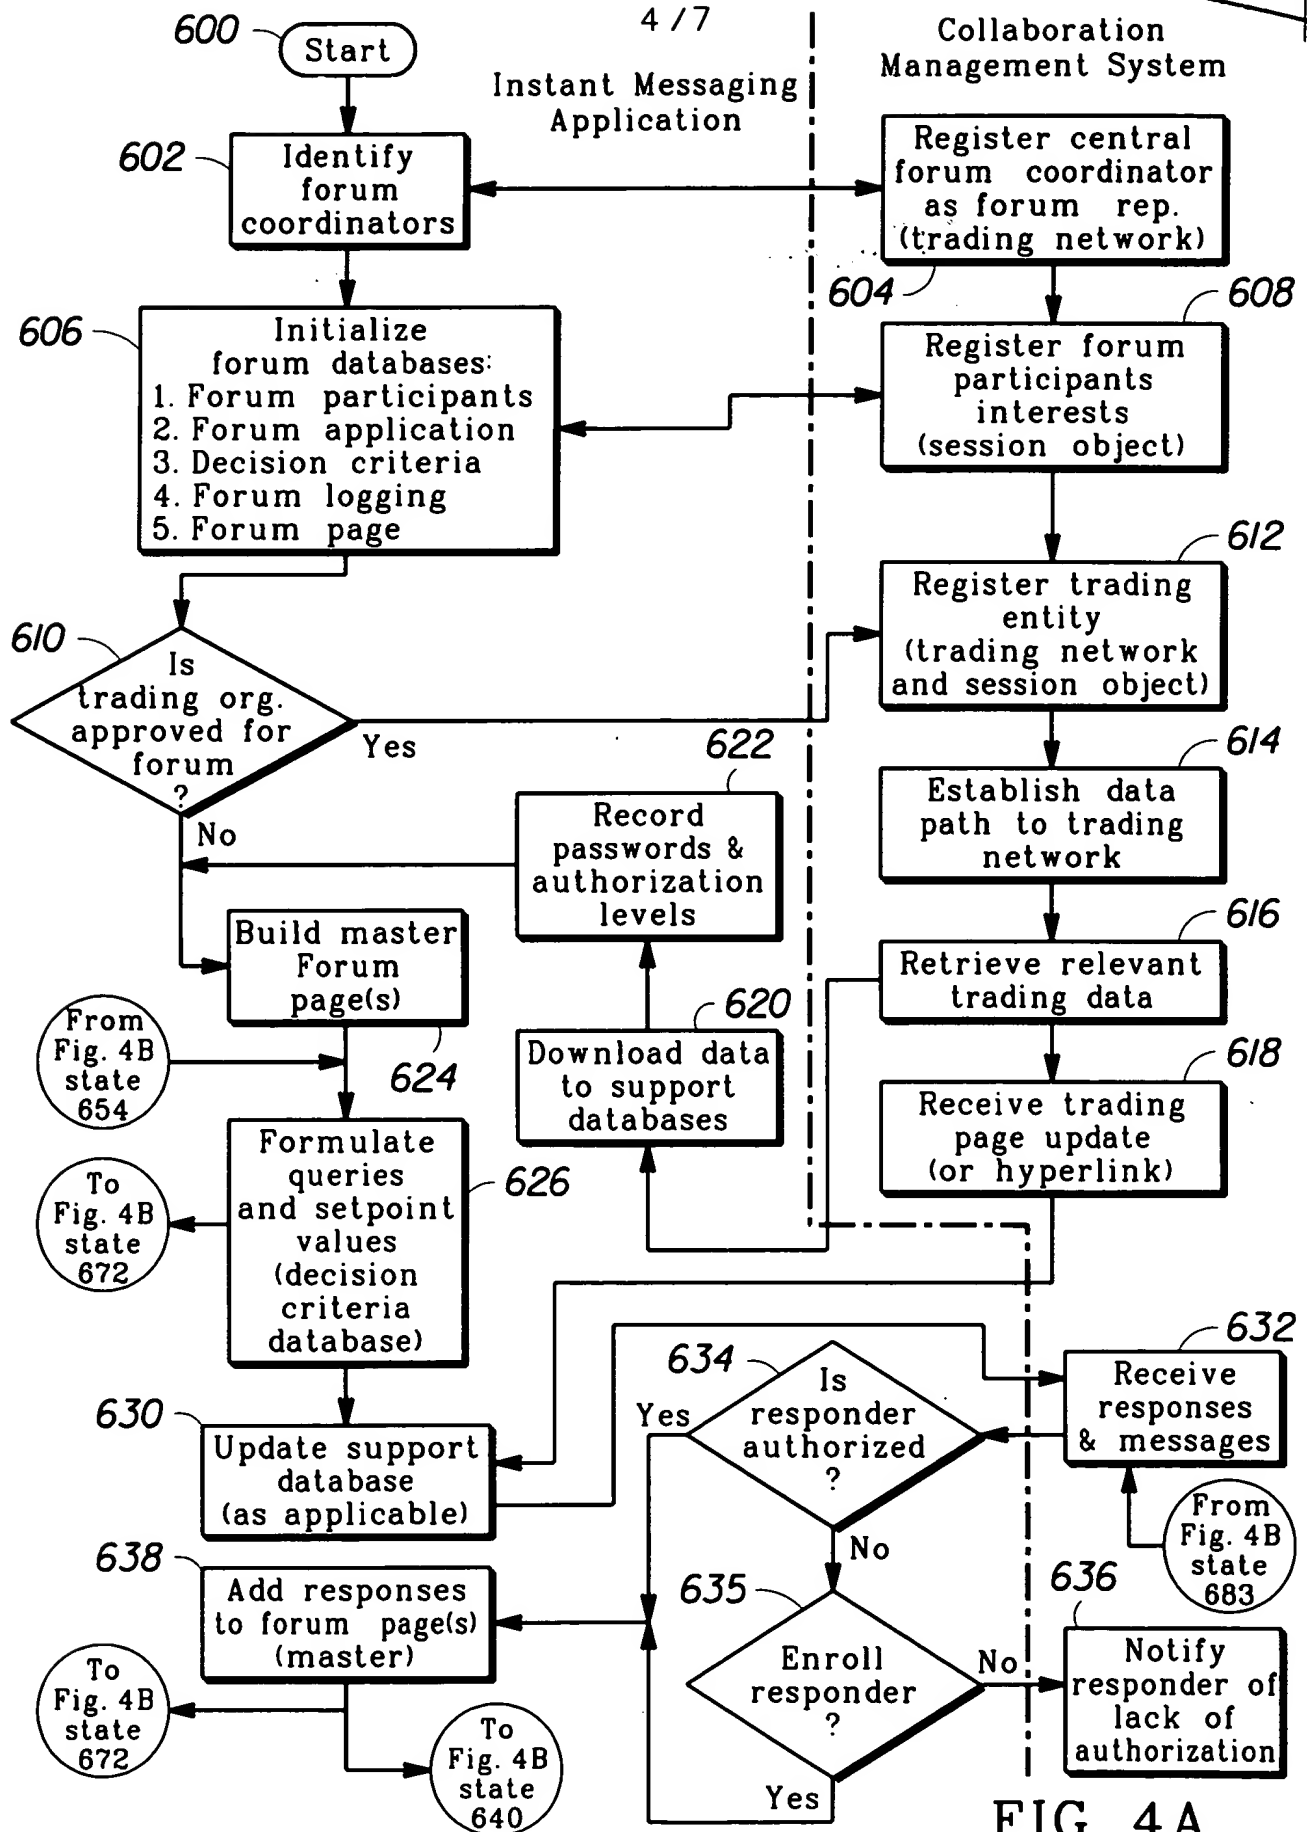 4/7
Instant Messaging
Application
Collaboration
Management System
600
Start
602
Identify
forum
coordinators
Register central
forum coordinator
as forum rep.
(trading network)
604
606
Initialize
forum databases:
1. Forum participants
2. Forum application
3. Decision criteria
4. Forum logging
5. Forum page
608
Register forum
participants
interests
(session object)
610
Is
trading org.
approved for
forum
?
Yes
No
612
Register trading
entity
(trading network
and session object)
614
Establish data
path to trading
network
616
Retrieve relevant
trading data
618
Receive trading
page update
(or hyperlink)
622
Record
passwords &
authorization
levels
620
Download data
to support
databases
Build master
Forum
page(s)
624
From
Fig. 4B
state
654
Formulate
queries
and setpoint
values
(decision
criteria
database)
626
To
Fig. 4B
state
672
630
Update support
database
(as applicable)
632
Receive
responses
& messages
From
Fig. 4B
state
683
634
Is
responder
authorized
?
Yes
No
635
Enroll
responder
?
No
Yes
636
Notify
responder of
lack of
authorization
638
Add responses
to forum page(s)
(master)
To
Fig. 4B
state
672
To
Fig. 4B
state
640
FIG. 4A